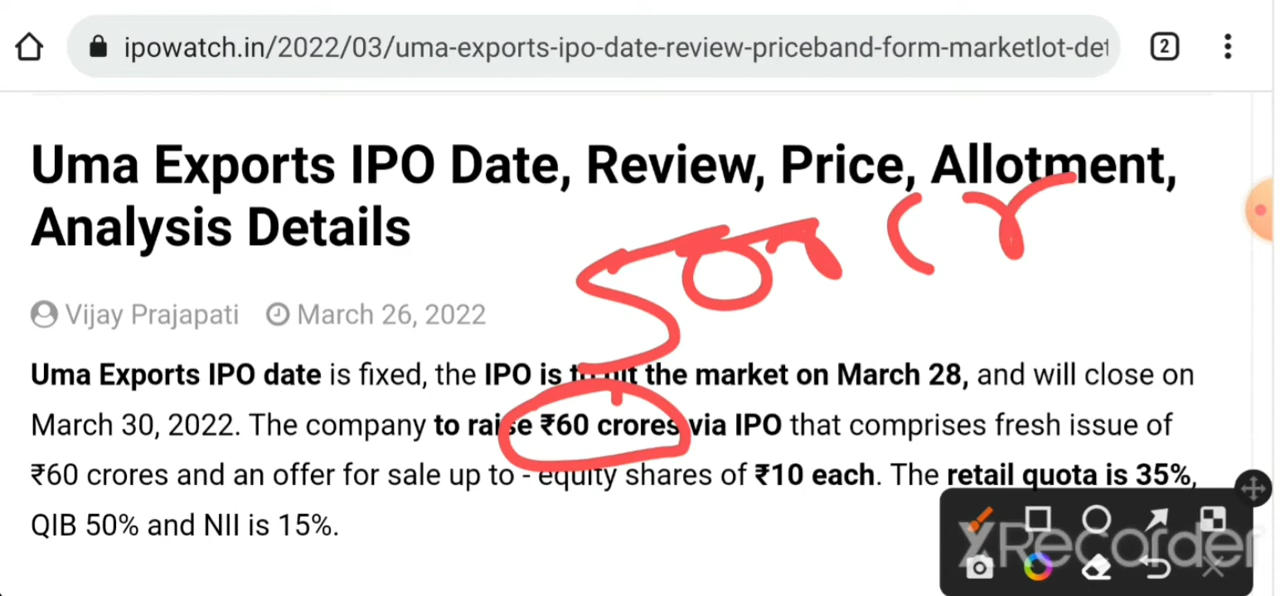 2
ipowatch.in/2022/03/uma-exports-ipo-date-review-priceband-form-marketlot-det
Uma Exports IPO Date, Review, Price, Allotment,
Analysis Details
50 cr
Vijay Prajapati March 26, 2022
Uma Exports IPO date is fixed, the IPO is to hit the market on March 28, and will close on
March 30, 2022. The company to raise ₹60 crores via IPO that comprises fresh issue of
₹60 crores and an offer for sale up to - equity shares of ₹10 each. The retail quota is 35%,
QIB 50% and NII is 15%.
XRecorder